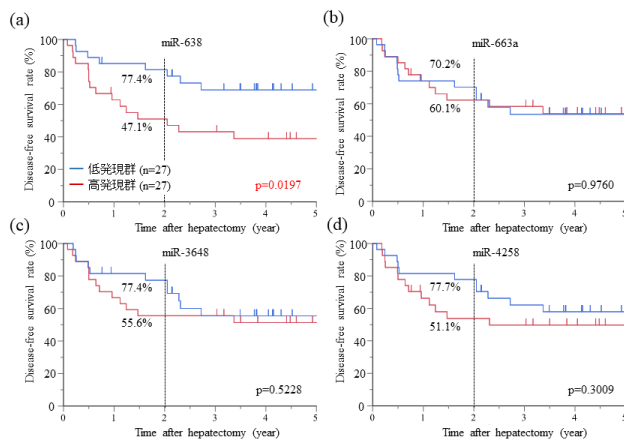 (a)
miR-638
Disease-free survival rate (%)
100
80
60
40
20
0
77.4%
47.1%
低発現群 (n=27)
高発現群 (n=27)
p=0.0197
0 1 2 3 4 5
Time after hepatectomy (year)
(b)
miR-663a
Disease-free survival rate (%)
100
80
60
40
20
0
70.2%
60.1%
p=0.9760
0 1 2 3 4 5
Time after hepatectomy (year)
(c)
miR-3648
Disease-free survival rate (%)
100
80
60
40
20
0
77.4%
55.6%
p=0.5228
0 1 2 3 4 5
Time after hepatectomy (year)
(d)
miR-4258
Disease-free survival rate (%)
100
80
60
40
20
0
77.7%
51.1%
p=0.3009
0 1 2 3 4 5
Time after hepatectomy (year)